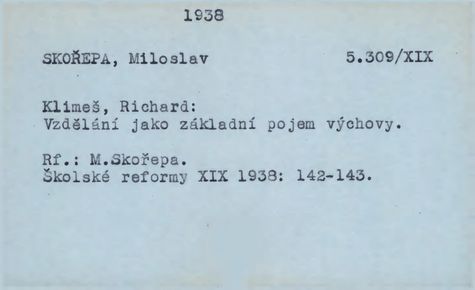 1938
SKOŘEPA, Miloslav 5.309/XIX
Klimeš, Richard:
Vzdělání jako základní pojem výchovy.
Rf.: M.Skořepa.
Školské reformy XIX 1938: 142-143.